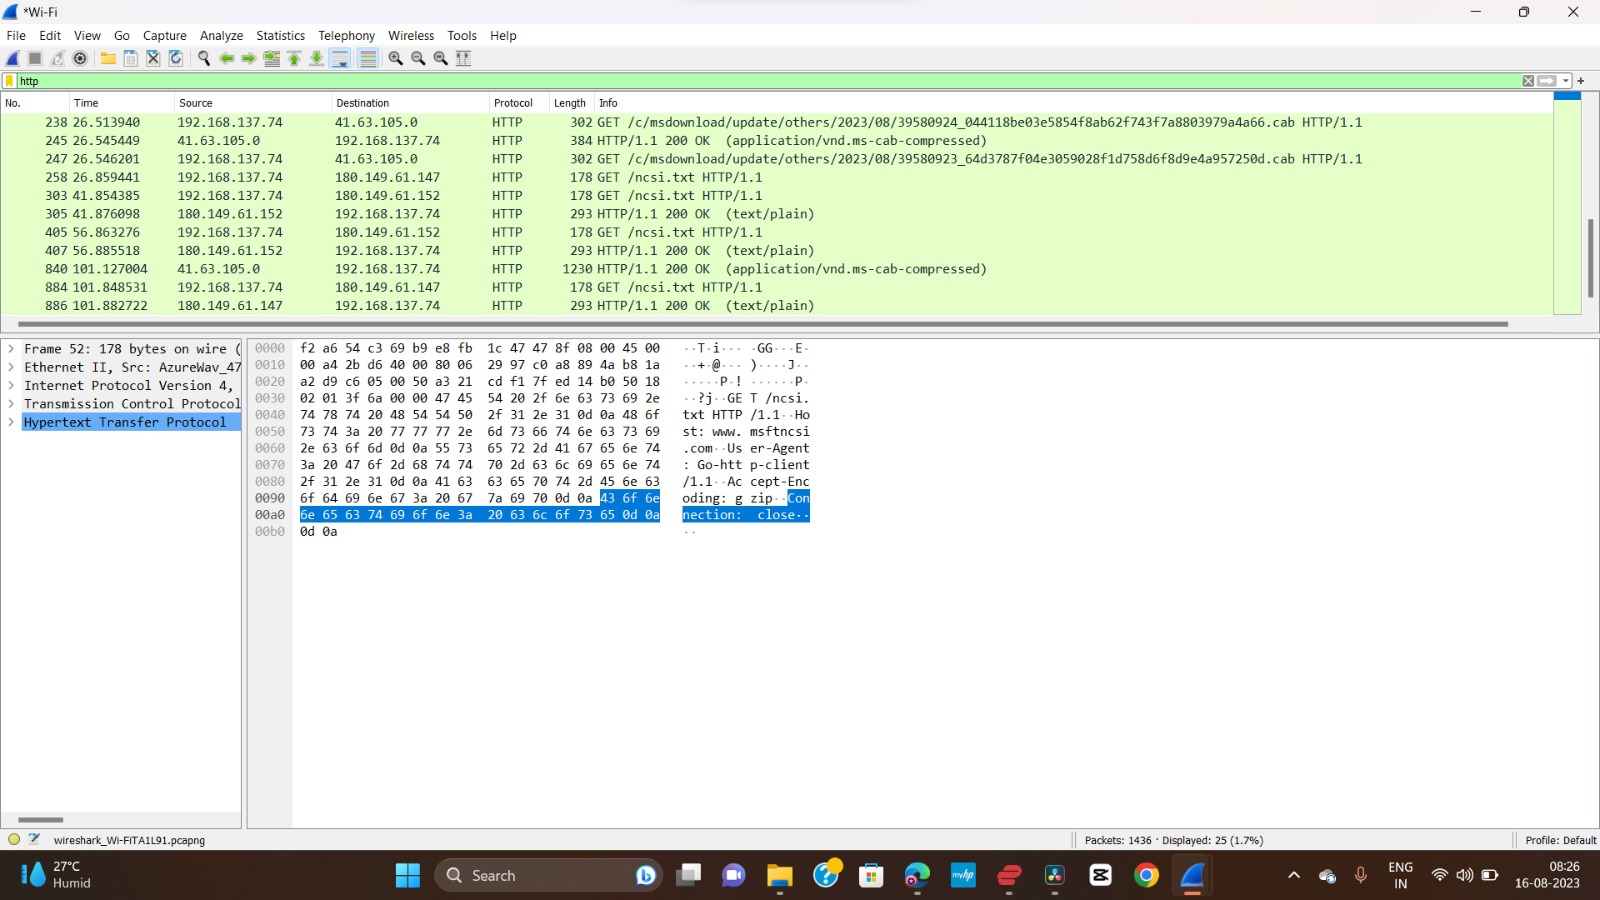 *Wi-Fi
File Edit View Go Capture Analyze Statistics Telephony Wireless Tools Help
http
No. Time Source Destination Protocol Length Info
238 26.513940 192.168.137.74 41.63.105.0 HTTP 302 GET /c/msdownload/update/others/2023/08/39580924_044118be03e5854f8ab62f743f7a8803979a4a66.cab HTTP/1.1
245 26.545449 41.63.105.0 192.168.137.74 HTTP 384 HTTP/1.1 200 OK (application/vnd.ms-cab-compressed)
247 26.546201 192.168.137.74 41.63.105.0 HTTP 302 GET /c/msdownload/update/others/2023/08/39580923_64d3787f04e3059028f1d758d6f8d9e4a957250d.cab HTTP/1.1
258 26.859441 192.168.137.74 180.149.61.147 HTTP 178 GET /ncsi.txt HTTP/1.1
303 41.854385 192.168.137.74 180.149.61.152 HTTP 178 GET /ncsi.txt HTTP/1.1
305 41.876098 180.149.61.152 192.168.137.74 HTTP 293 HTTP/1.1 200 OK (text/plain)
405 56.863276 192.168.137.74 180.149.61.152 HTTP 178 GET /ncsi.txt HTTP/1.1
407 56.885518 180.149.61.152 192.168.137.74 HTTP 293 HTTP/1.1 200 OK (text/plain)
840 101.127004 41.63.105.0 192.168.137.74 HTTP 1230 HTTP/1.1 200 OK (application/vnd.ms-cab-compressed)
884 101.848531 192.168.137.74 180.149.61.147 HTTP 178 GET /ncsi.txt HTTP/1.1
886 101.882722 180.149.61.147 192.168.137.74 HTTP 293 HTTP/1.1 200 OK (text/plain)
Frame 52: 178 bytes on wire (
Ethernet II, Src: AzureWav_47
Internet Protocol Version 4,
Transmission Control Protocol
Hypertext Transfer Protocol
0000 f2 a6 54 c3 69 b9 e8 fb 1c 47 47 8f 08 00 45 00 ··T·i··· ·GG···E·
0010 00 a4 2b d6 40 00 80 06 29 97 c0 a8 89 4a b8 1a ··+·@··· )····J··
0020 a2 d9 c6 05 00 50 a3 21 cd f1 7f ed 14 b0 50 18 ·····P·! ······P·
0030 02 01 3f 6a 00 00 47 45 54 20 2f 6e 63 73 69 2e ··?j··GE T /ncsi.
0040 74 78 74 20 48 54 54 50 2f 31 2e 31 0d 0a 48 6f txt HTTP /1.1··Ho
0050 73 74 3a 20 77 77 77 2e 6d 73 66 74 6e 63 73 69 st: www. msftncsi
0060 2e 63 6f 6d 0d 0a 55 73 65 72 2d 41 67 65 6e 74 .com··Us er-Agent
0070 3a 20 47 6f 2d 68 74 74 70 2d 63 6c 69 65 6e 74 : Go-htt p-client
0080 2f 31 2e 31 0d 0a 41 63 63 65 70 74 2d 45 6e 63 /1.1··Ac cept-Enc
0090 6f 64 69 6e 67 3a 20 67 7a 69 70 0d 0a 43 6f 6e oding: g zip··Con
00a0 6e 65 63 74 69 6f 6e 3a 20 63 6c 6f 73 65 0d 0a nection: close··
00b0 0d 0a ··
wireshark_Wi-FiTA1L91.pcapng Packets: 1436 · Displayed: 25 (1.7%) Profile: Default
27°C
Humid
Search
myhp
ENG
IN
08:26
16-08-2023